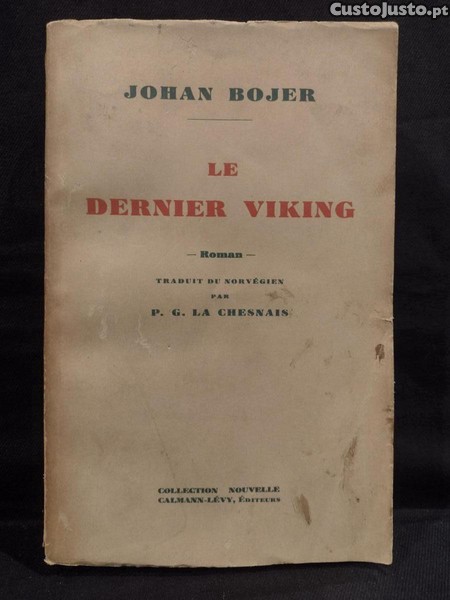 CustoJusto.pt
JOHAN BOJER
LE
DERNIER VIKING
— Roman —
TRADUIT DU NORVÉGIEN
PAR
P. G. LA CHESNAIS
COLLECTION NOUVELLE
CALMANN-LÉVY, ÉDITEURS